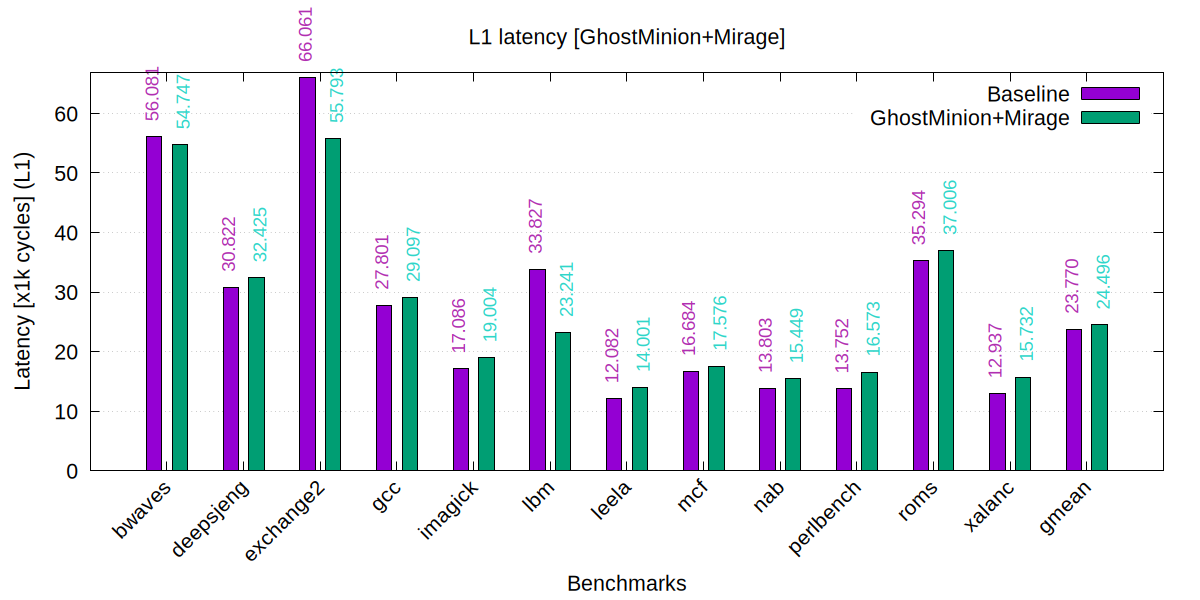 L1 latency [GhostMinion+Mirage]
Baseline
GhostMinion+Mirage
Latency [x1k cycles] (L1)
60
50
40
30
20
10
0
56.081
54.747
30.822
32.425
66.061
55.793
27.801
29.097
17.086
19.004
33.827
23.241
12.082
14.001
16.684
17.576
13.803
15.449
13.752
16.573
35.294
37.006
12.937
15.732
23.770
24.496
bwaves
deepsjeng
exchange2
gcc
imagick
lbm
leela
mcf
nab
perlbench
roms
xalanc
gmean
Benchmarks